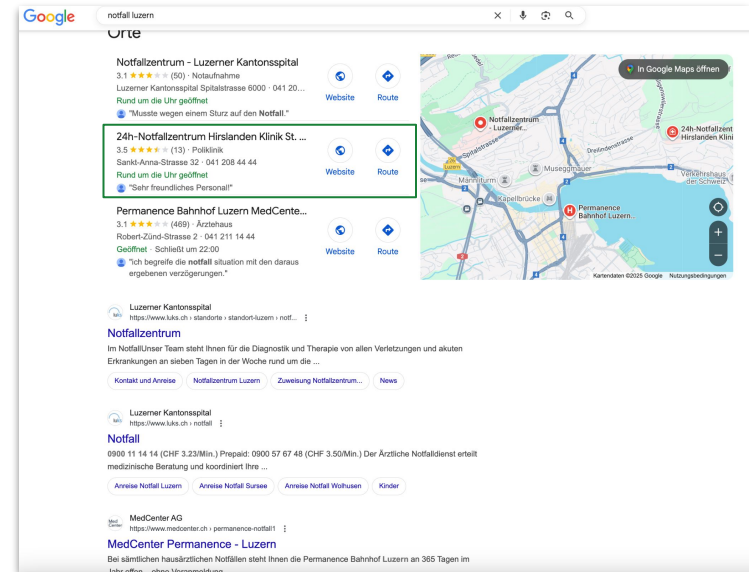 Google
notfall luzern
Orte
Notfallzentrum - Luzerner Kantonsspital
3.1 ★★★★★ (50) · Notaufnahme
Luzerner Kantonsspital Spitalstrasse 6000 · 041 20...
Rund um die Uhr geöffnet
"Musste wegen einem Sturz auf den Notfall."
Website
Route
24h-Notfallzentrum Hirslanden Klinik St. ...
3.5 ★★★★★ (13) · Poliklinik
Sankt-Anna-Strasse 32 · 041 208 44 44
Rund um die Uhr geöffnet
"Sehr freundliches Personal!"
Website
Route
Permanence Bahnhof Luzern MedCente...
3.1 ★★★★★ (469) · Ärztehaus
Robert-Zünd-Strasse 2 · 041 211 14 44
Geöffnet · Schließt um 22:00
"ich begreife die notfall situation mit den daraus
ergebenen verzögerungen."
Website
Route
In Google Maps öffnen
Notfallzentrum
- Luzerner...
24h-Notfallzent
Hirslanden Klini
Spitalstrasse
Dreilindenstrasse
Museggmauer
Verkehrshaus
der Schweiz
Männliturm
Kapellbrücke
Permanence
Bahnhof Luzern...
Kartendaten ©2025 Google
Nutzungsbedingungen
Luzerner Kantonsspital
https://www.luks.ch › standorte › standort-luzern › notf...
Notfallzentrum
Im NotfallUnser Team steht Ihnen für die Diagnostik und Therapie von allen Verletzungen und akuten
Erkrankungen an sieben Tagen in der Woche rund um die ...
Kontakt und Anreise
Notfallzentrum Luzern
Zuweisung Notfallzentrum...
News
Luzerner Kantonsspital
https://www.luks.ch › notfall
Notfall
0900 11 14 14 (CHF 3.23/Min.) Prepaid: 0900 57 67 48 (CHF 3.50/Min.) Der Ärztliche Notfalldienst erteilt
medizinische Beratung und koordiniert Ihre ...
Anreise Notfall Luzern
Anreise Notfall Sursee
Anreise Notfall Wolhusen
Kinder
Med
Center
MedCenter AG
https://www.medcenter.ch › permanence-notfall1
MedCenter Permanence - Luzern
Bei sämtlichen hausärztlichen Notfällen steht Ihnen die Permanence Bahnhof Luzern an 365 Tagen im
Jahr offen – ohne Voranmeldung